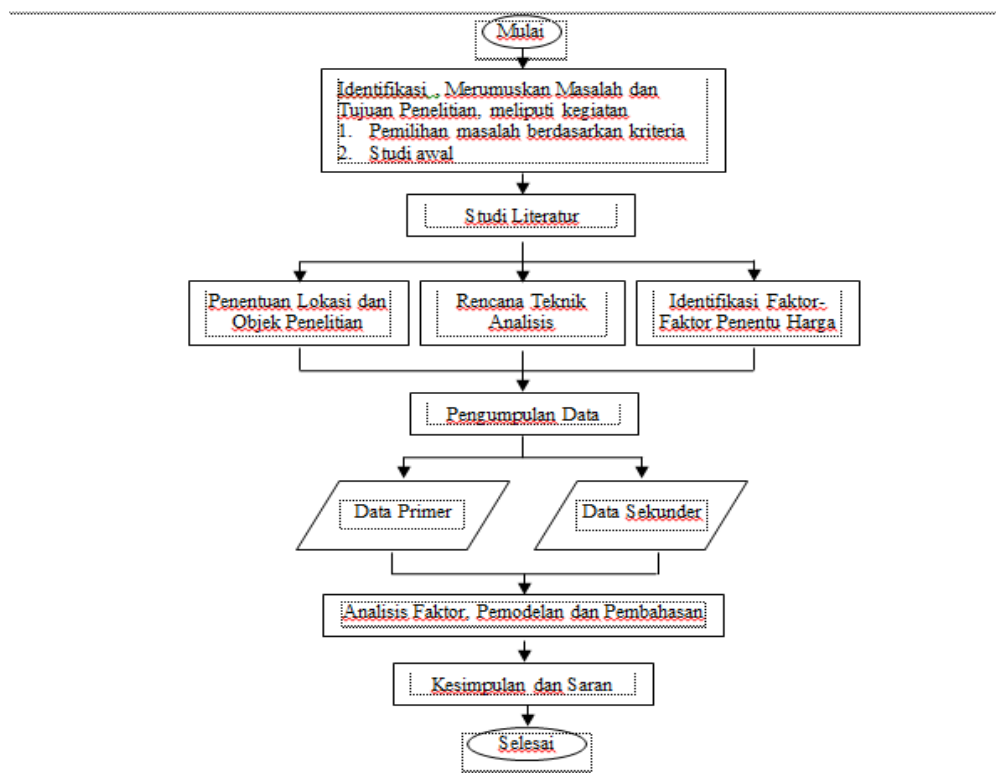 Mulai
Identifikasi , Merumuskan Masalah dan
Tujuan Penelitian, meliputi kegiatan
1. Pemilihan masalah berdasarkan kriteria
2. Studi awal
Studi Literatur
Penentuan Lokasi dan
Objek Penelitian
Rencana Teknik
Analisis
Identifikasi Faktor-
Faktor Penentu Harga
Pengumpulan Data
Data Primer
Data Sekunder
Analisis Faktor, Pemodelan dan Pembahasan
Kesimpulan dan Saran
Selesai